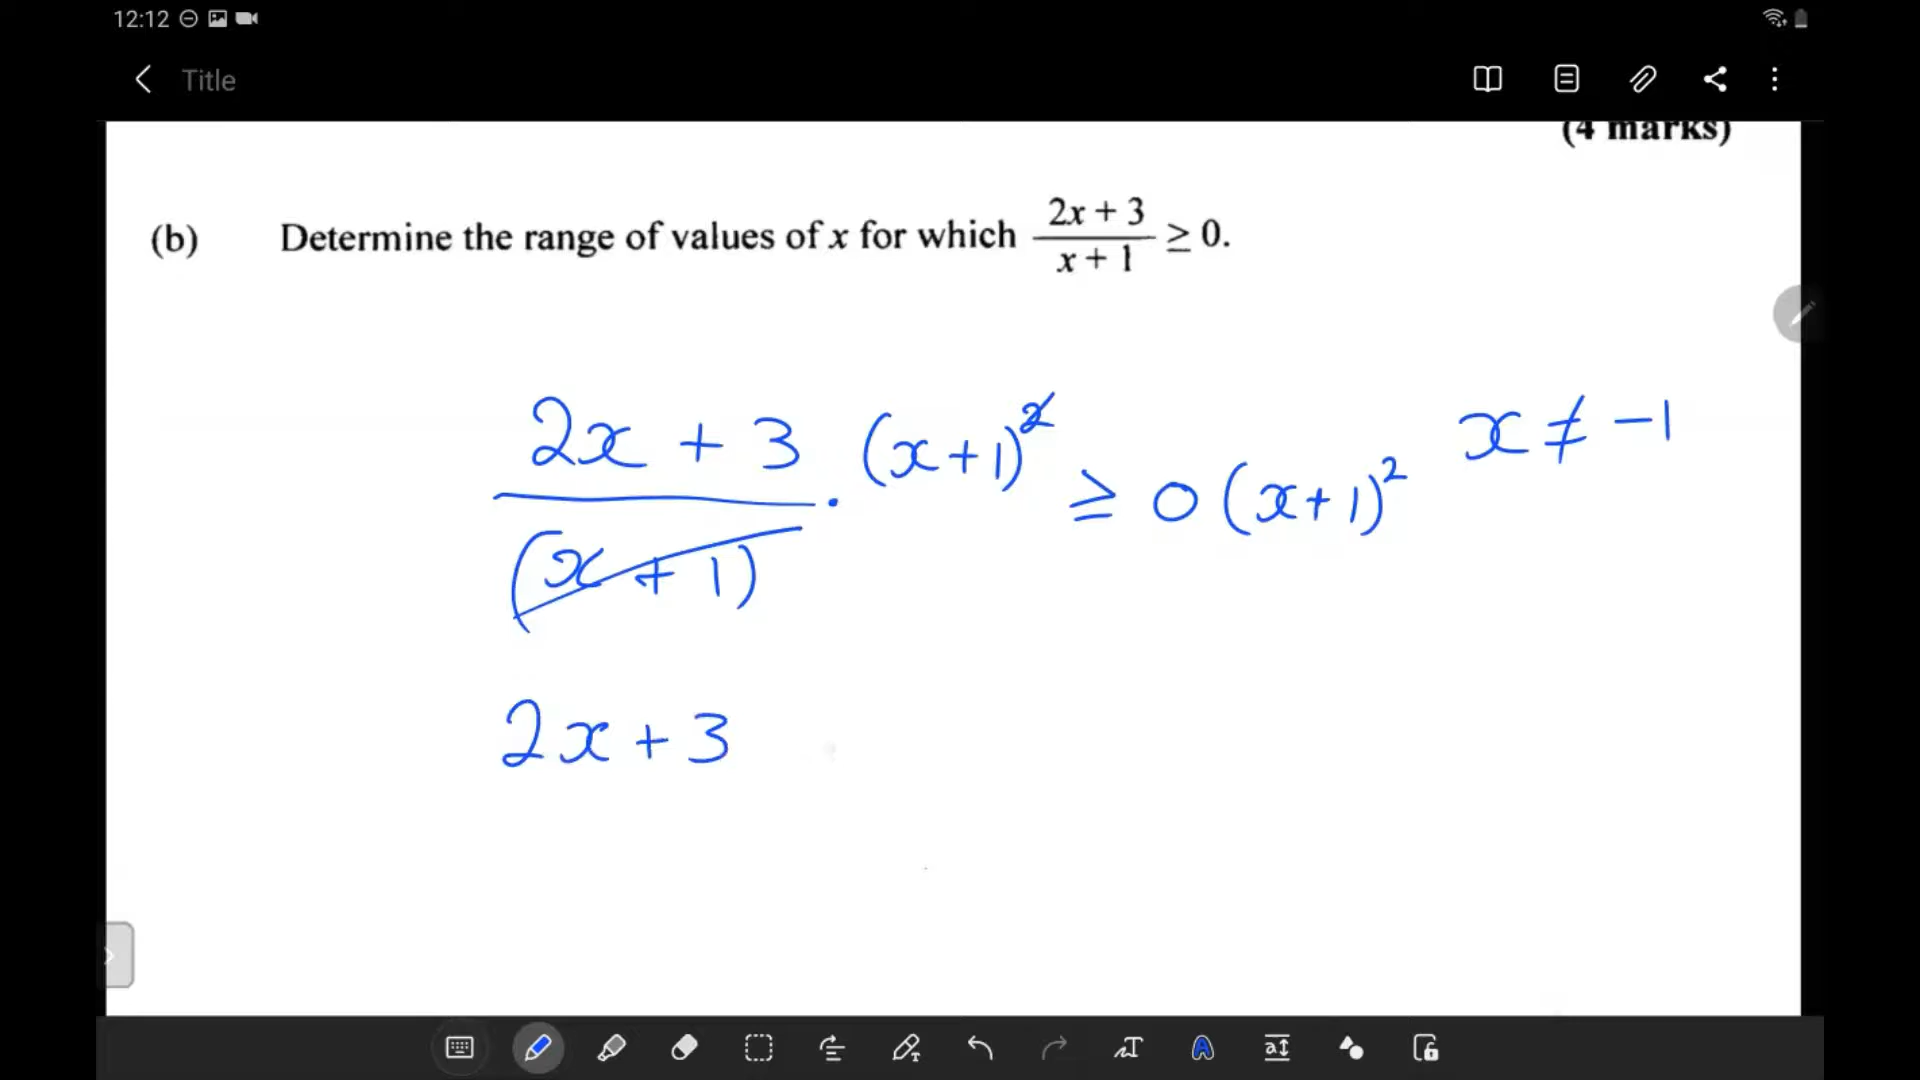 12:12
Title
(4 marks)
(b) Determine the range of values of x for which (2x + 3)/(x + 1) ≥ 0.
(2x + 3)/(x + 1) · (x+1)² ≥ 0(x+1)² x ≠ -1
2x + 3